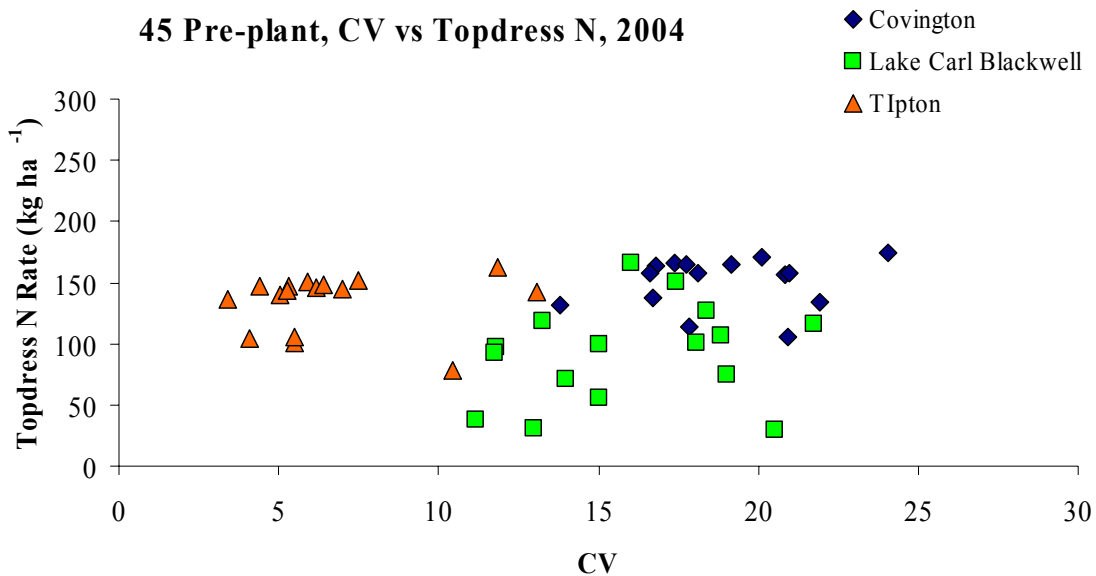 45 Pre-plant, CV vs Topdress N, 2004
Covington
Lake Carl Blackwell
TIpton
Topdress N Rate (kg ha -1)
300
250
200
150
100
50
0
0 5 10 15 20 25 30
CV